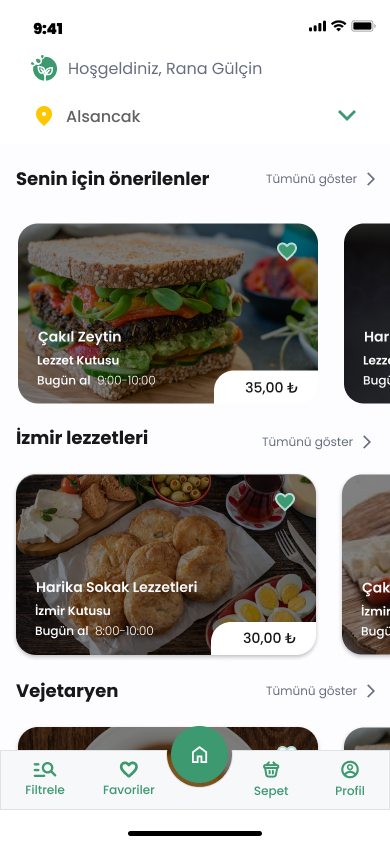 9:41
Hoşgeldiniz, Rana Gülçin
Alsancak
Senin için önerilenler
Tümünü göster
Çakıl Zeytin
Lezzet Kutusu
Bugün al 9:00-10:00
35,00 ₺
Har
Lezz
Bugü
İzmir lezzetleri
Tümünü göster
Harika Sokak Lezzetleri
İzmir Kutusu
Bugün al 8:00-10:00
30,00 ₺
Çak
İzmir
Bugü
Vejetaryen
Tümünü göster
Filtrele
Favoriler
Sepet
Profil